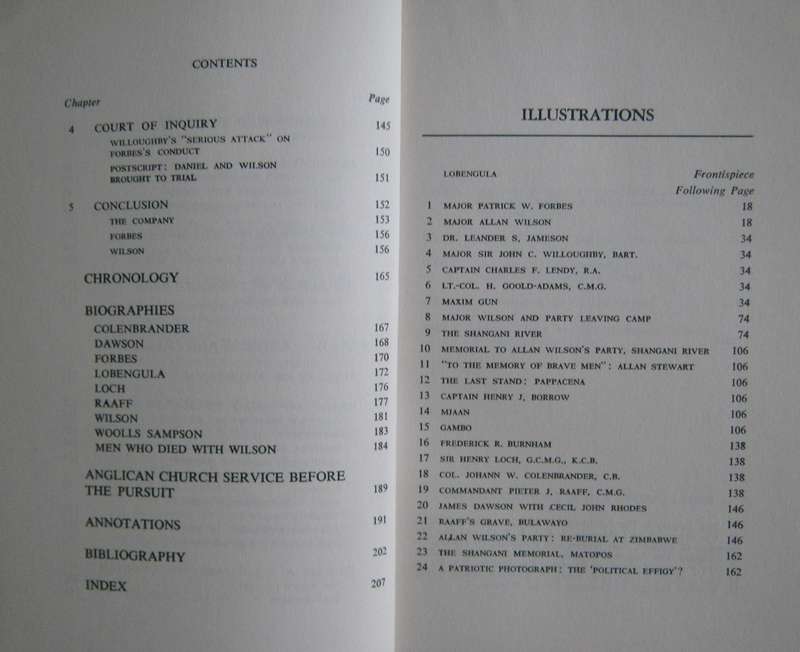 CONTENTS
Chapter Page
4 COURT OF INQUIRY 145
WILLOUGHBY'S "SERIOUS ATTACK" ON
FORBES'S CONDUCT 150
POSTSCRIPT: DANIEL AND WILSON
BROUGHT TO TRIAL 151
5 CONCLUSION 152
THE COMPANY 153
FORBES 156
WILSON 156
CHRONOLOGY 165
BIOGRAPHIES
COLENBRANDER 167
DAWSON 168
FORBES 170
LOBENGULA 172
LOCH 176
RAAFF 177
WILSON 181
WOOLLS SAMPSON 183
MEN WHO DIED WITH WILSON 184
ANGLICAN CHURCH SERVICE BEFORE
THE PURSUIT 189
ANNOTATIONS 191
BIBLIOGRAPHY 202
INDEX 207
ILLUSTRATIONS
LOBENGULA Frontispiece
Following Page
1 MAJOR PATRICK W. FORBES 18
2 MAJOR ALLAN WILSON 18
3 DR. LEANDER S, JAMESON 34
4 MAJOR SIR JOHN C. WILLOUGHBY, BART. 34
5 CAPTAIN CHARLES F. LENDY, R.A. 34
6 LT.-COL. H. GOOLD-ADAMS, C.M.G. 34
7 MAXIM GUN 34
8 MAJOR WILSON AND PARTY LEAVING CAMP 74
9 THE SHANGANI RIVER 74
10 MEMORIAL TO ALLAN WILSON'S PARTY, SHANGANI RIVER 106
11 "TO THE MEMORY OF BRAVE MEN": ALLAN STEWART 106
12 THE LAST STAND: PAPPACENA 106
13 CAPTAIN HENRY J, BORROW 106
14 MJAAN 106
15 GAMBO 106
16 FREDERICK R. BURNHAM 138
17 SIR HENRY LOCH, G.C.M.G., K.C.B. 138
18 COL. JOHANN W. COLENBRANDER, C.B. 138
19 COMMANDANT PIETER J, RAAFF, C.M.G. 138
20 JAMES DAWSON WITH CECIL JOHN RHODES 146
21 RAAFF'S GRAVE, BULAWAYO 146
22 ALLAN WILSON'S PARTY: RE-BURIAL AT ZIMBABWE 146
23 THE SHANGANI MEMORIAL, MATOPOS 162
24 A PATRIOTIC PHOTOGRAPH: THE 'POLITICAL EFFIGY'? 162